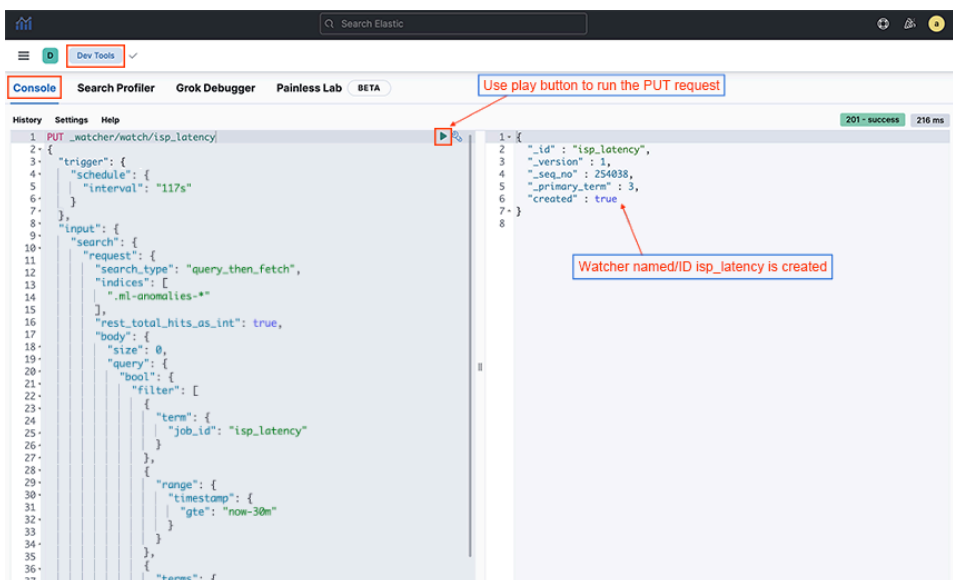 Search Elastic
a
D
Dev Tools
Console Search Profiler Grok Debugger Painless Lab BETA
Use play button to run the PUT request
History Settings Help
201 - success 216 ms
1 PUT _watcher/watch/isp_latency
2 {
3 "trigger": {
4 "schedule": {
5 "interval": "117s"
6 }
7 },
8 "input": {
9 "search": {
10 "request": {
11 "search_type": "query_then_fetch",
12 "indices": [
13 ".ml-anomalies-*"
14 ],
15 "rest_total_hits_as_int": true,
16 "body": {
17 "size": 0,
18 "query": {
19 "bool": {
20 "filter": [
21 {
22 "term": {
23 "job_id": "isp_latency"
24 }
25 },
26 {
27 "range": {
28 "timestamp": {
29 "gte": "now-30m"
30 }
31 }
32 },
33 {
34 "terms": {
35
36
37
1 {
2 "_id" : "isp_latency",
3 "_version" : 1,
4 "_seq_no" : 254038,
5 "_primary_term" : 3,
6 "created" : true
7 }
8
Watcher named/ID isp_latency is created